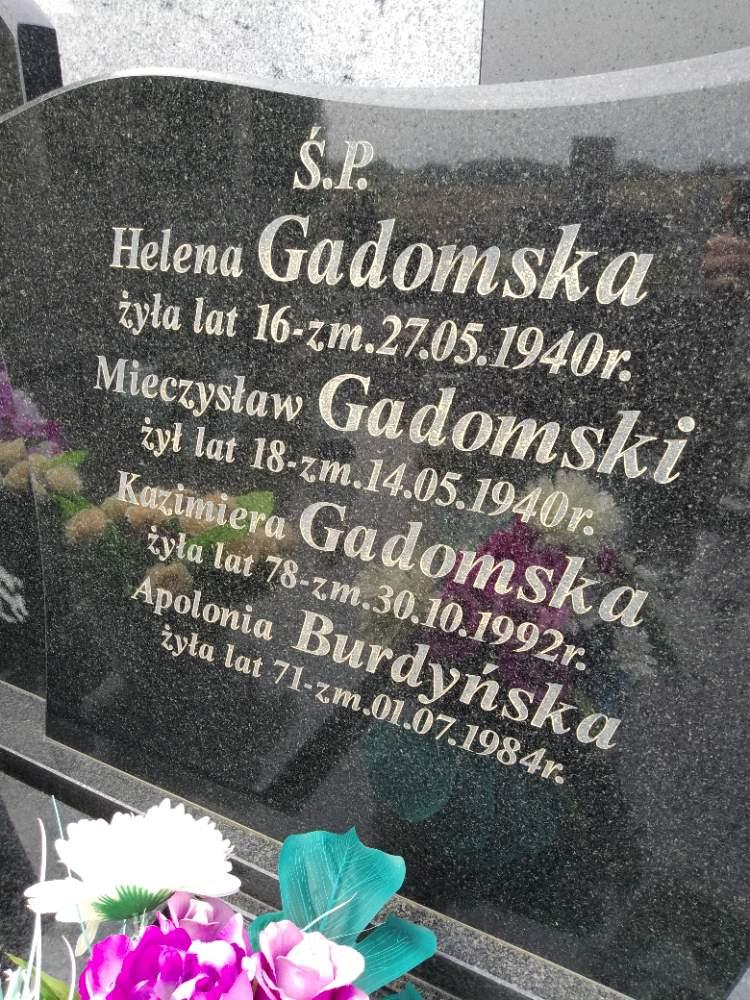 Ś.P.
Helena Gadomska
żyła lat 16-zm.27.05.1940r.
Mieczysław Gadomski
żył lat 18-zm.14.05.1940r.
Kazimiera Gadomska
żyła lat 78-zm.30.10.1992r.
Apolonia Burdyńska
żyła lat 71-zm.01.07.1984r.